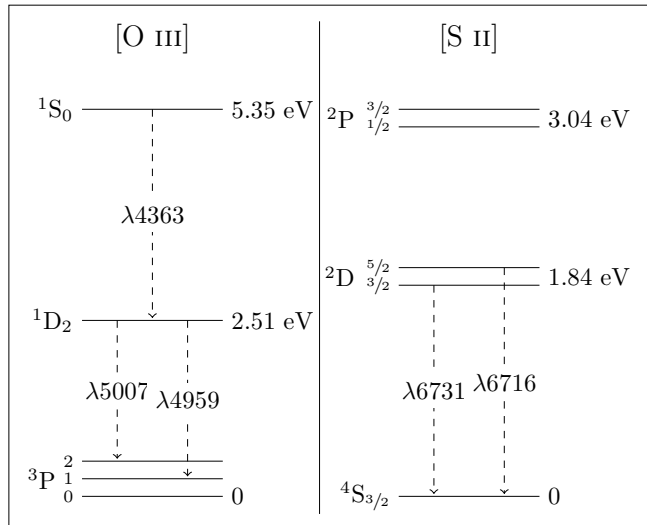 [O III]
¹S₀ 5.35 eV
λ4363
¹D₂ 2.51 eV
λ5007
λ4959
³P 2
1
0 0
[S II]
²P 3/2
1/2
3.04 eV
²D 5/2
3/2
1.84 eV
λ6731
λ6716
⁴S3/2 0